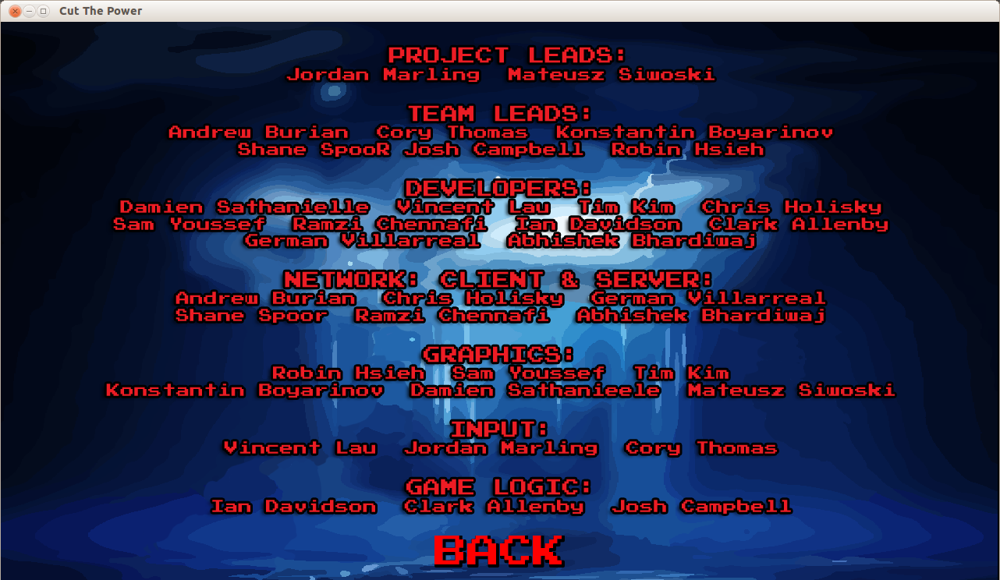 Cut The Power
PROJECT LEADS:
Jordan Marling Mateusz Siwoski
TEAM LEADS:
Andrew Burian Cory Thomas Konstantin Boyarinov
Shane SpooR Josh Campbell Robin Hsieh
DEVELOPERS:
Damien Sathanielle Vincent Lau Tim Kim Chris Holisky
Sam Youssef Ramzi Chennafi Ian Davidson Clark Allenby
German Villarreal Abhishek Bhardiwaj
NETWORK: CLIENT & SERVER:
Andrew Burian Chris Holisky German Villarreal
Shane Spoor Ramzi Chennafi Abhishek Bhardiwaj
GRAPHICS:
Robin Hsieh Sam Youssef Tim Kim
Konstantin Boyarinov Damien Sathanieele Mateusz Siwoski
INPUT:
Vincent Lau Jordan Marling Cory Thomas
GAME LOGIC:
Ian Davidson Clark Allenby Josh Campbell
BACK